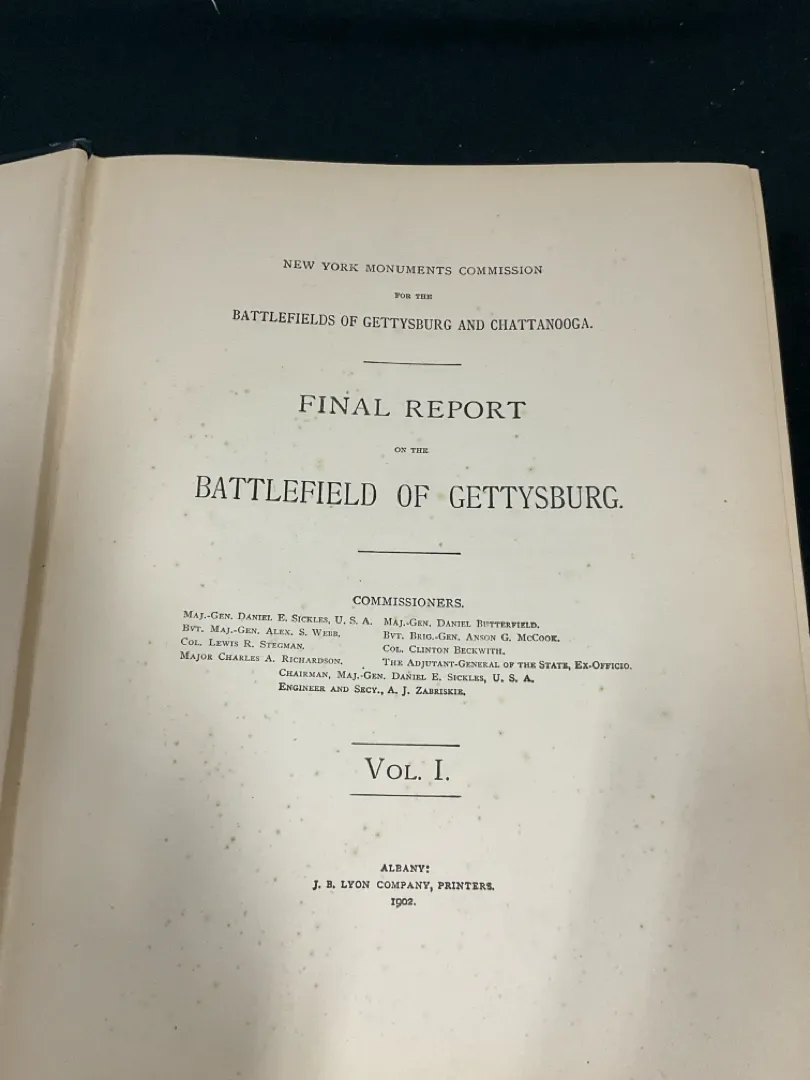 NEW YORK MONUMENTS COMMISSION
FOR THE
BATTLEFIELDS OF GETTYSBURG AND CHATTANOOGA.
FINAL REPORT
ON THE
BATTLEFIELD OF GETTYSBURG.
COMMISSIONERS.
MAJ.-GEN. DANIEL E. SICKLES, U. S. A. MAJ.-GEN. DANIEL BUTTERFIELD.
BVT. MAJ.-GEN. ALEX. S. WEBB. BVT. BRIG.-GEN. ANSON G. MCCOOK.
COL. LEWIS R. STEGMAN. COL. CLINTON BECKWITH.
MAJOR CHARLES A. RICHARDSON. THE ADJUTANT-GENERAL OF THE STATE, EX-OFFICIO.
CHAIRMAN, MAJ.-GEN. DANIEL E. SICKLES, U. S. A.
ENGINEER AND SECY., A. J. ZABRISKIE.
VOL. I.
ALBANY:
J. B. LYON COMPANY, PRINTERS.
1902.